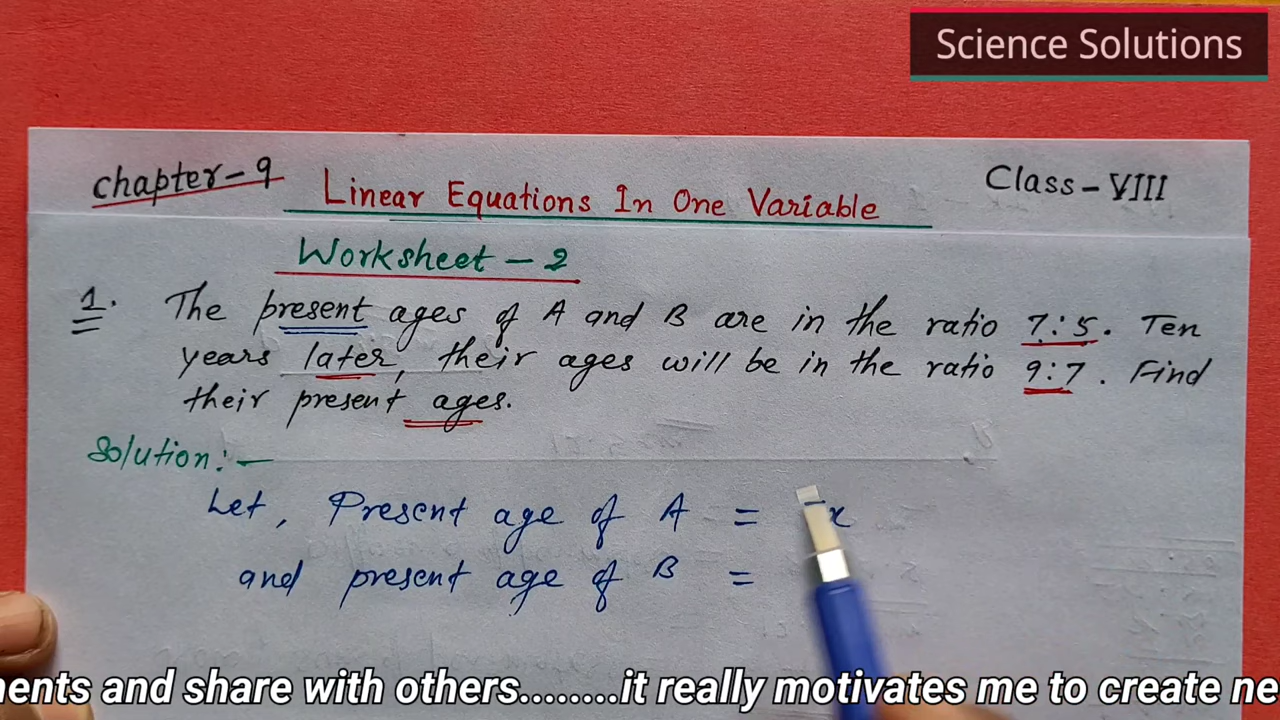 Science Solutions
chapter-9 Linear Equations In One Variable Class-VIII
Worksheet-2
1. The present ages of A and B are in the ratio 7:5. Ten
years later, their ages will be in the ratio 9:7. Find
their present ages.
Solution:-
Let, Present age of A = x
and present age of B =
and share with others........it really motivates me to create